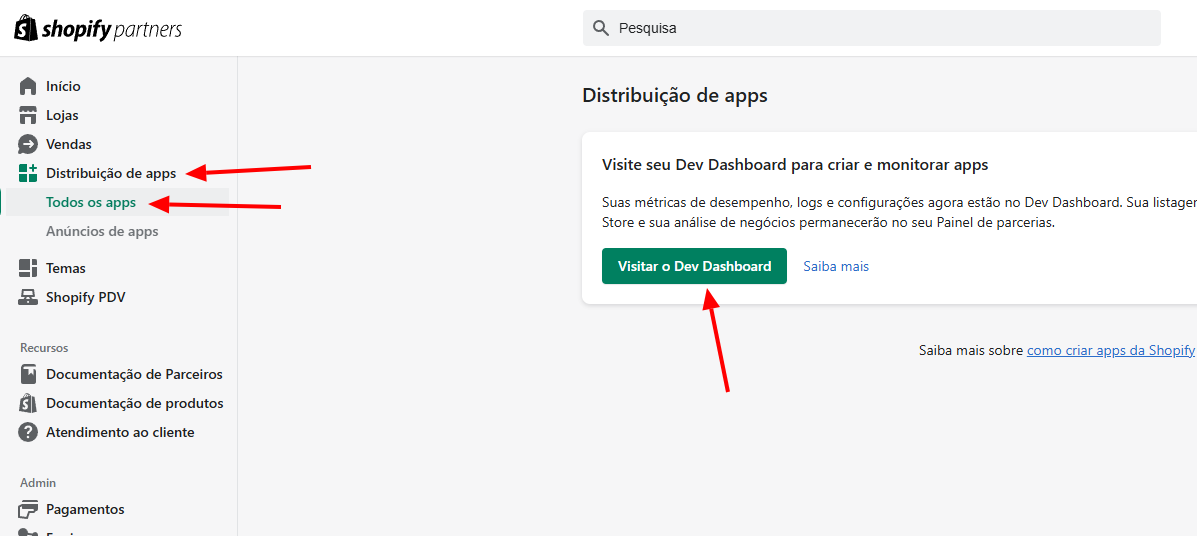 shopify partners
Pesquisa
Início
Lojas
Vendas
Distribuição de apps
Todos os apps
Anúncios de apps
Temas
Shopify PDV
Recursos
Documentação de Parceiros
Documentação de produtos
Atendimento ao cliente
Admin
Pagamentos
Distribuição de apps
Visite seu Dev Dashboard para criar e monitorar apps
Suas métricas de desempenho, logs e configurações agora estão no Dev Dashboard. Sua listagem
Store e sua análise de negócios permanecerão no seu Painel de parcerias.
Visitar o Dev Dashboard
Saiba mais
Saiba mais sobre como criar apps da Shopify